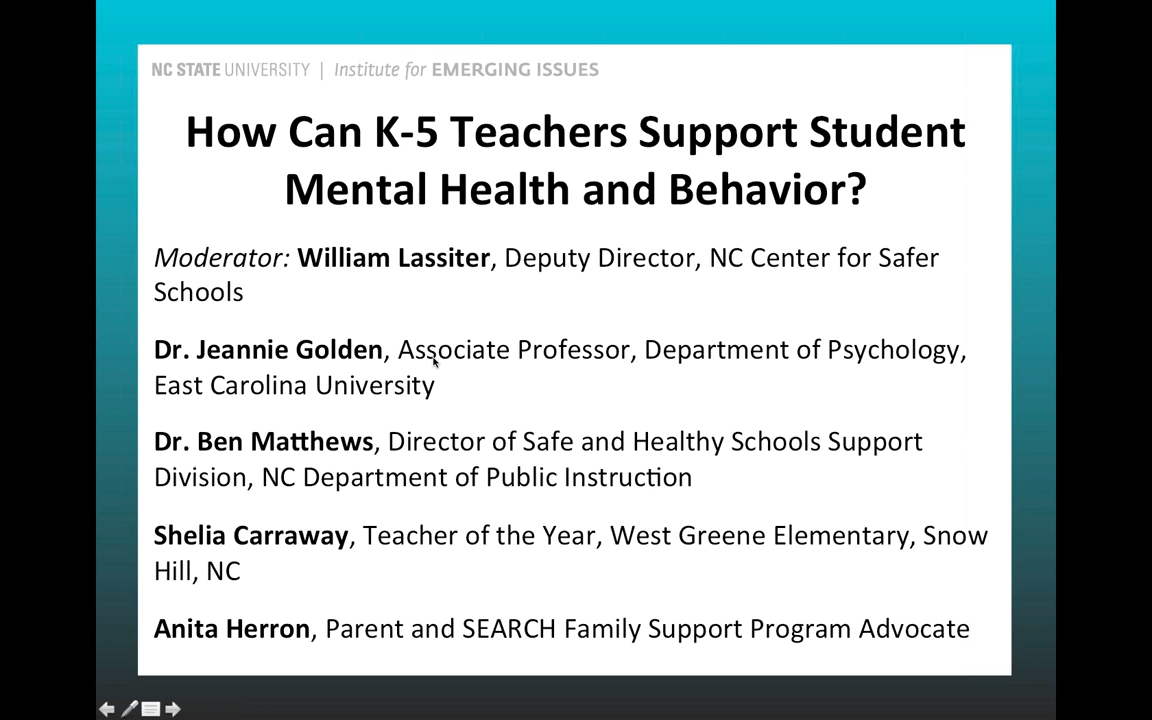 NC STATE UNIVERSITY | Institute for EMERGING ISSUES
How Can K-5 Teachers Support Student
Mental Health and Behavior?
Moderator: William Lassiter, Deputy Director, NC Center for Safer
Schools
Dr. Jeannie Golden, Associate Professor, Department of Psychology,
East Carolina University
Dr. Ben Matthews, Director of Safe and Healthy Schools Support
Division, NC Department of Public Instruction
Shelia Carraway, Teacher of the Year, West Greene Elementary, Snow
Hill, NC
Anita Herron, Parent and SEARCH Family Support Program Advocate